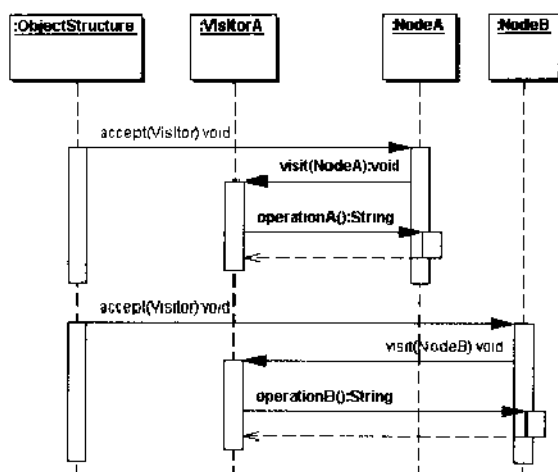 :ObjectStructure
:VisitorA
:NodeA
:NodeB
accept(Visitor):void
visit(NodeA):void
operationA():String
accept(Visitor):void
visit(NodeB):void
operationB():String